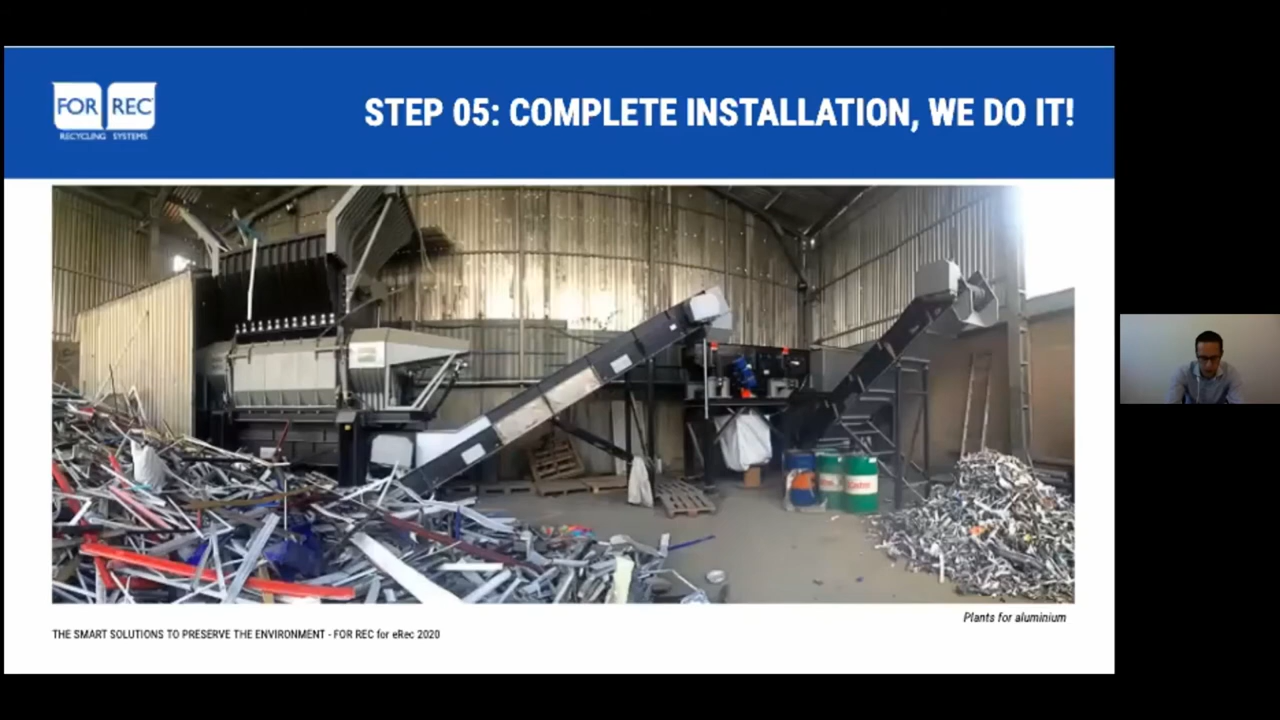 FOR REC
RECYCLING SYSTEMS
STEP 05: COMPLETE INSTALLATION, WE DO IT!
Castrol
Plants for aluminium
THE SMART SOLUTIONS TO PRESERVE THE ENVIRONMENT - FOR REC for eRec 2020